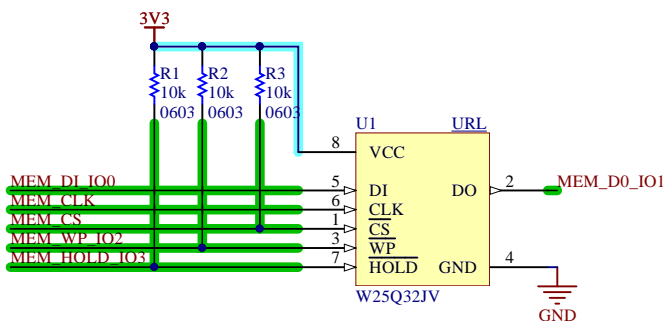 3V3
R1
10k
0603
R2
10k
0603
R3
10k
0603
U1
URL
8
VCC
MEM_DI_IO0
5
DI
DO
2
MEM_D0_IO1
MEM_CLK
6
CLK
MEM_CS
1
CS
MEM_WP_IO2
3
WP
MEM_HOLD_IO3
7
HOLD
GND
4
W25Q32JV
GND